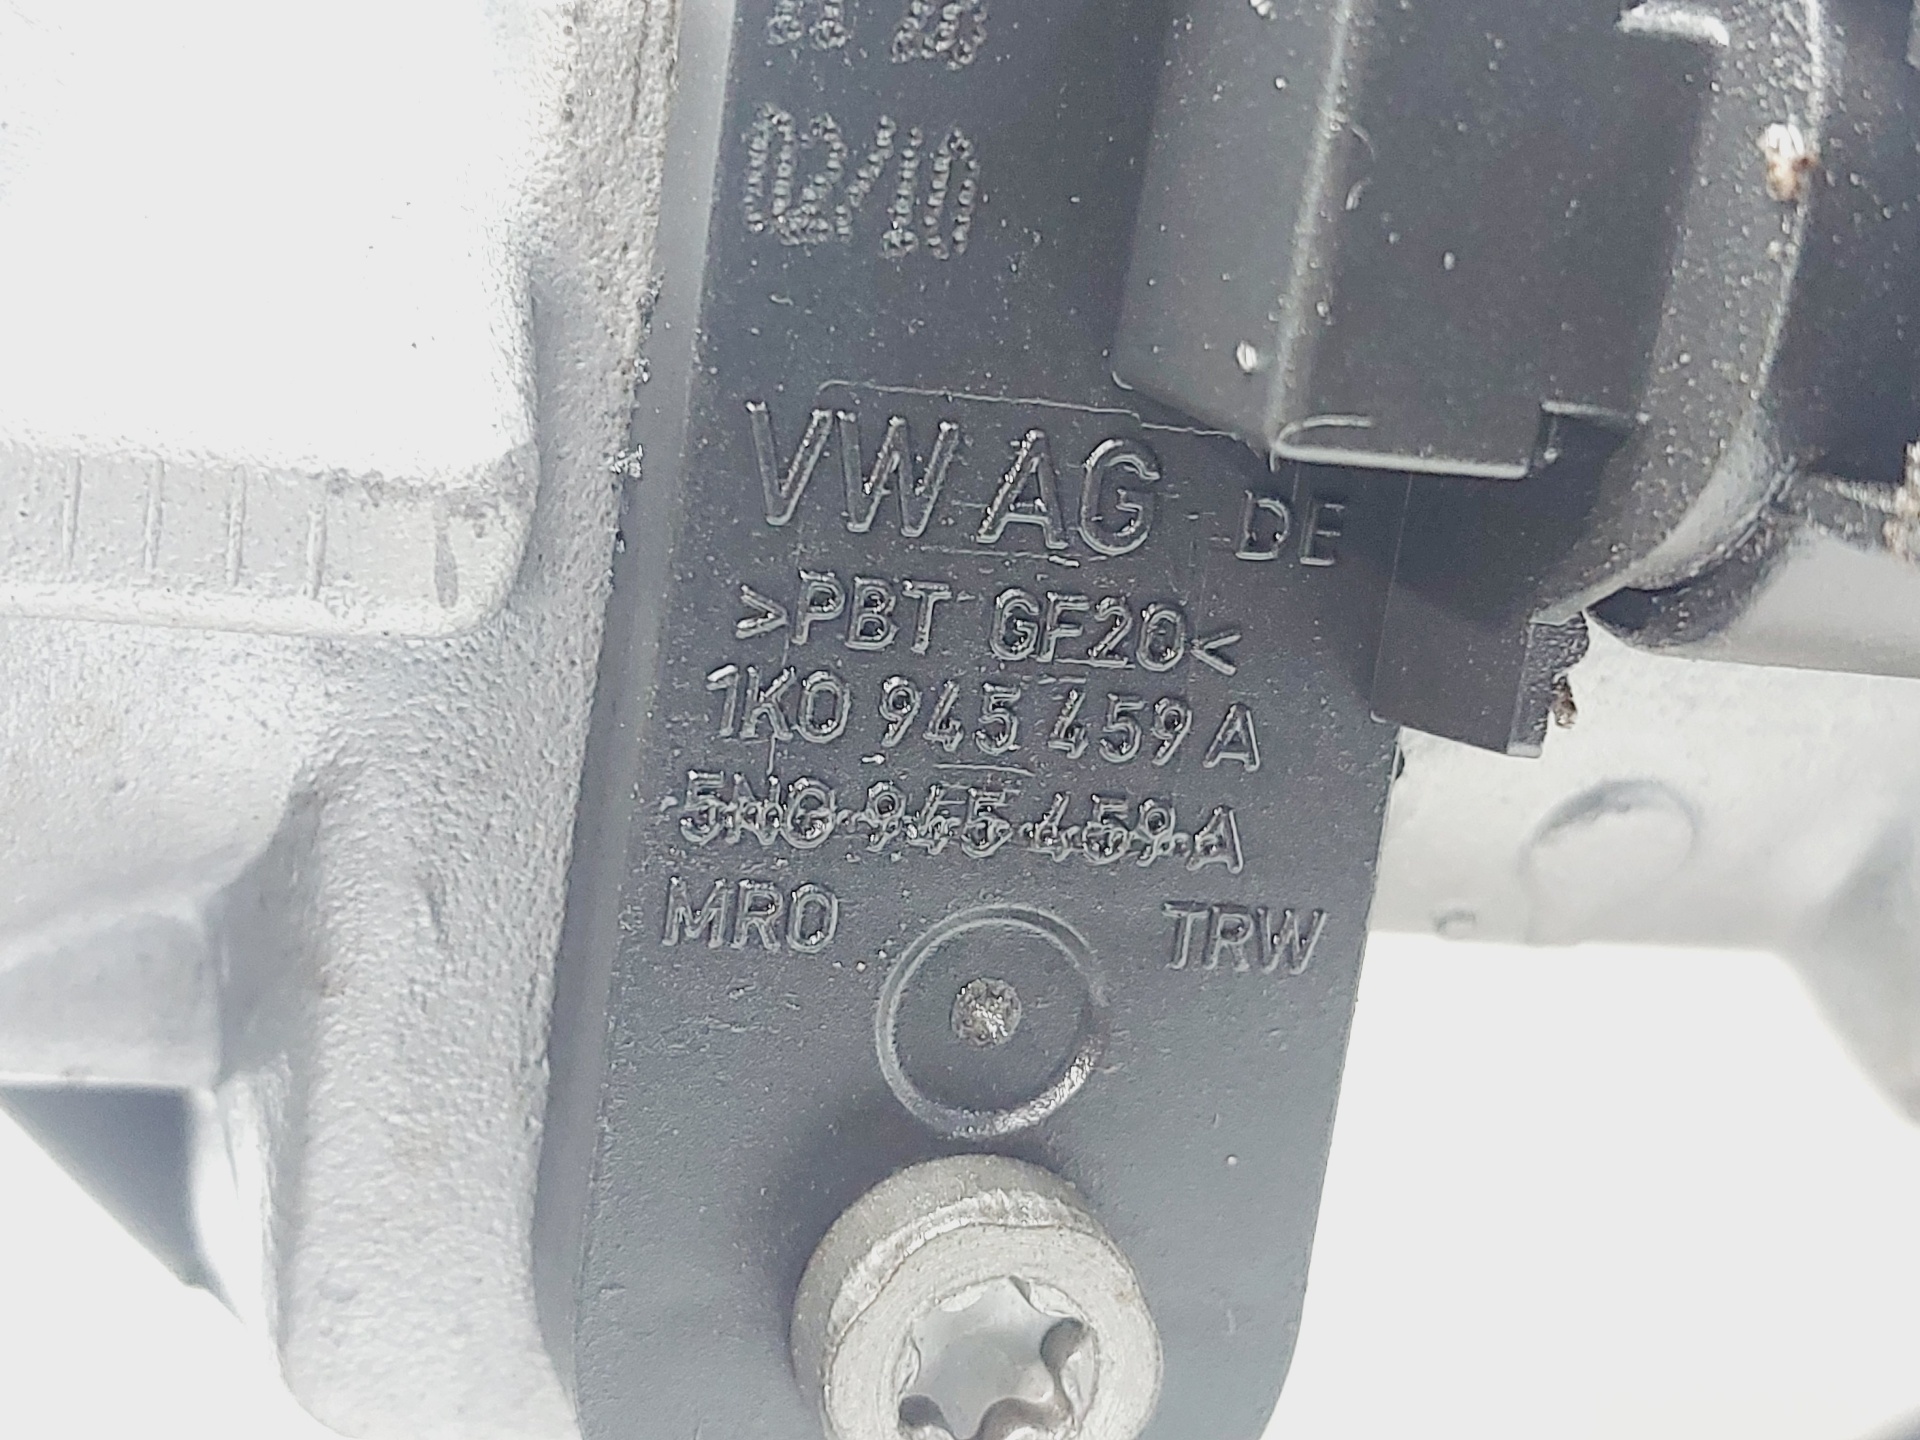 02/10
VW AG DE
>PBT GF20<
1K0 945 459 A
5N0 945 459 A
MRO TRW